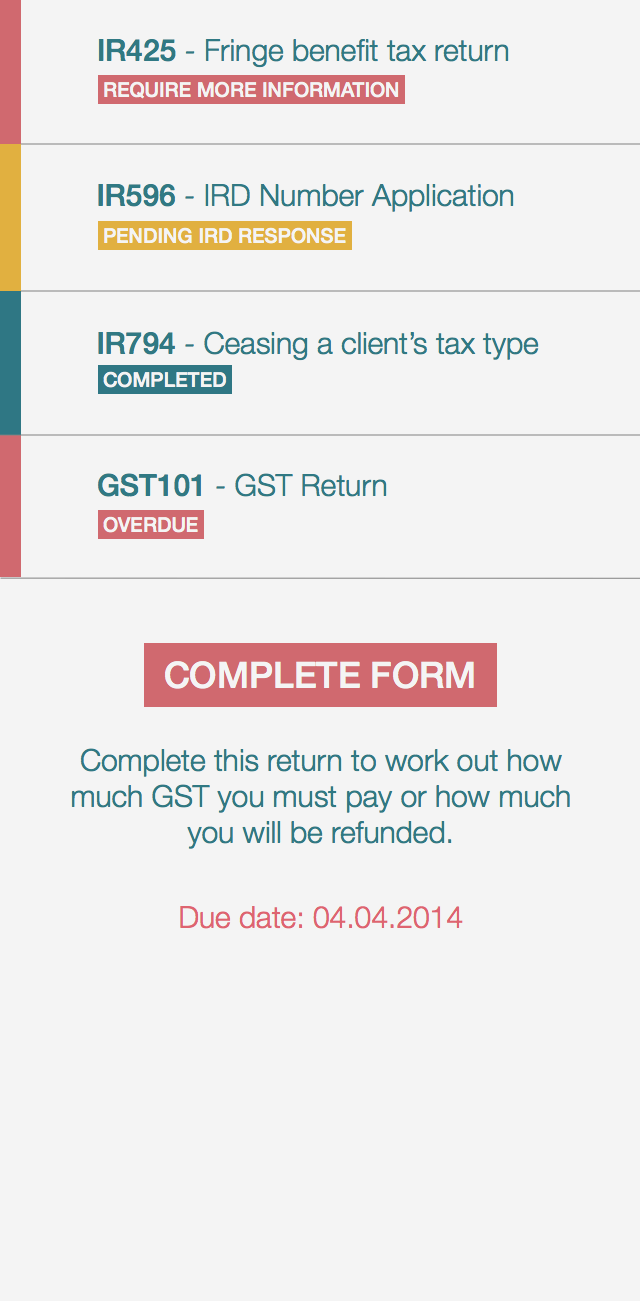 IR425 - Fringe benefit tax return
REQUIRE MORE INFORMATION
IR596 - IRD Number Application
PENDING IRD RESPONSE
IR794 - Ceasing a client’s tax type
COMPLETED
GST101 - GST Return
OVERDUE
COMPLETE FORM
Complete this return to work out how
much GST you must pay or how much
you will be refunded.
Due date: 04.04.2014